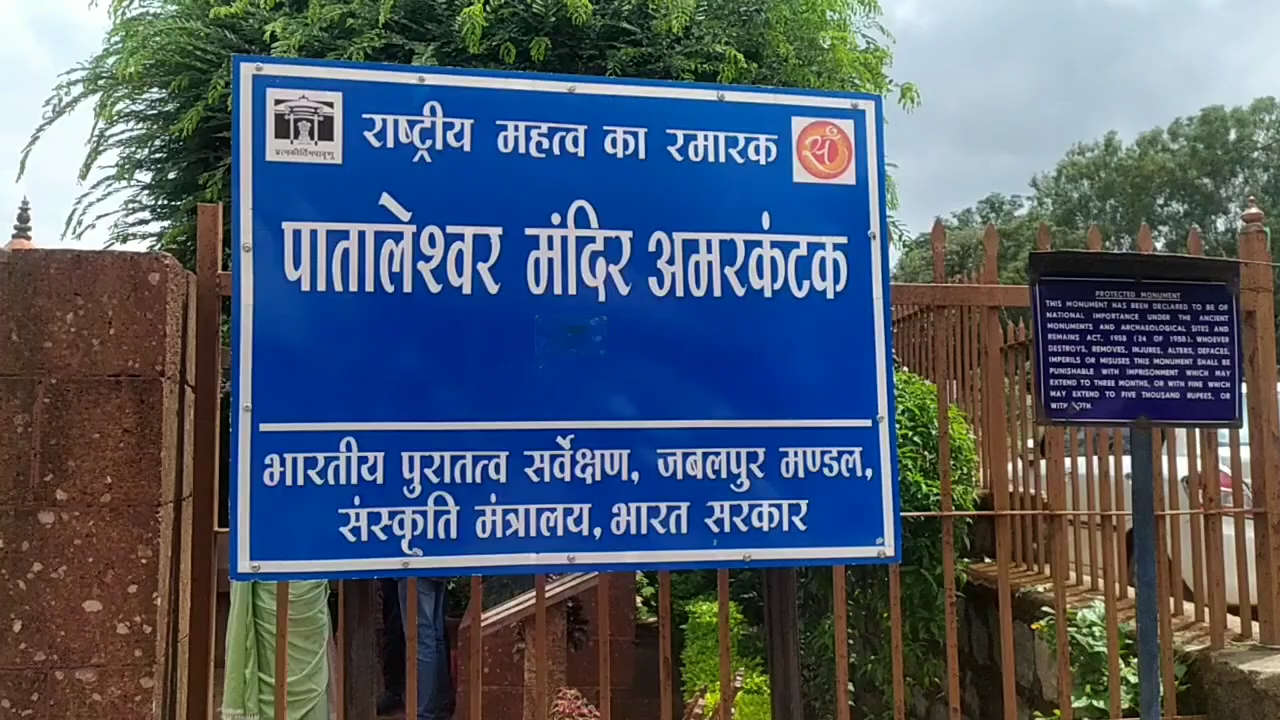 राष्ट्रीय महत्व का रमारक
प्रत्नकीर्तिमपावृणु
सं
पातालेश्वर मंदिर अमरकंटक
भारतीय पुरातत्व सर्वेक्षण, जबलपुर मण्डल,
संस्कृति मंत्रालय, भारत सरकार
PROTECTED MONUMENT
THIS MONUMENT HAS BEEN DECLARED TO BE OF
NATIONAL IMPORTANCE UNDER THE ANCIENT
MONUMENTS AND ARCHAEOLOGICAL SITES AND
REMAINS ACT, 1958 (24 OF 1958). WHOEVER
DESTROYS, REMOVES, INJURES, ALTERS, DEFACES,
IMPERILS OR MISUSES THIS MONUMENT SHALL BE
PUNISHABLE WITH IMPRISONMENT WHICH MAY
EXTEND TO THREE MONTHS, OR WITH FINE WHICH
MAY EXTEND TO FIVE THOUSAND RUPEES, OR
WITH BOTH.